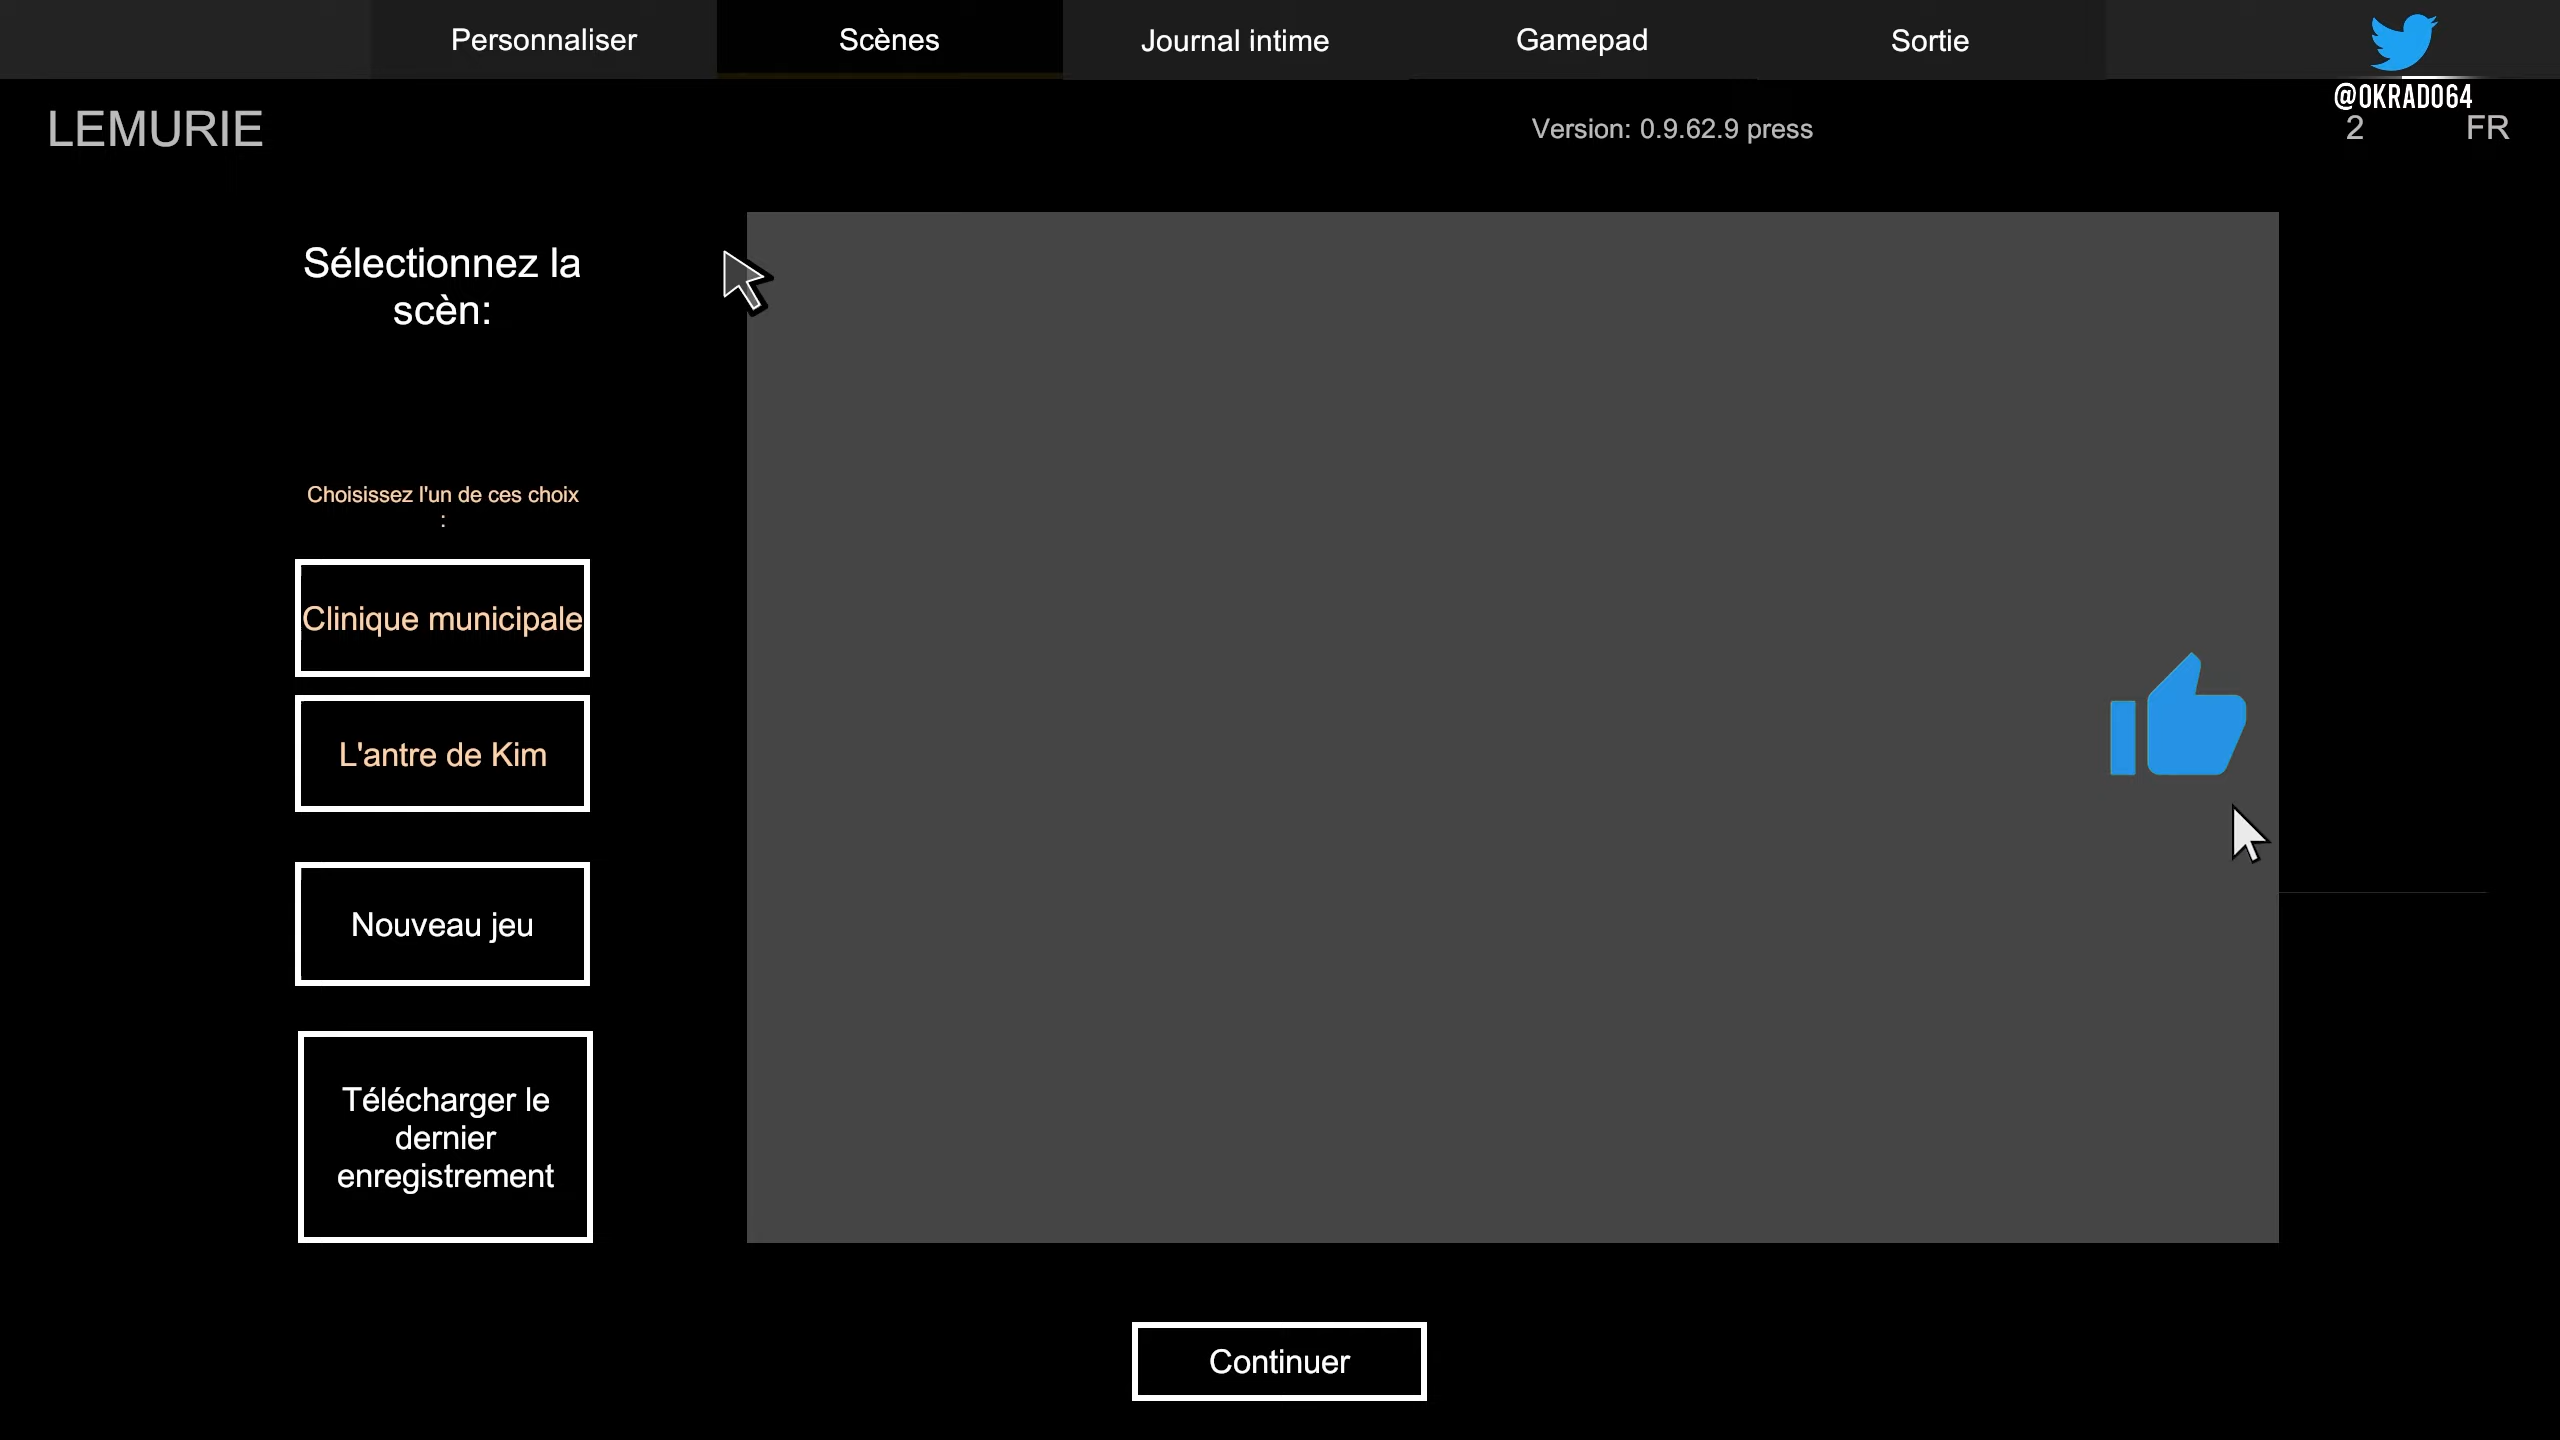 Personnaliser
Scènes
Journal intime
Gamepad
Sortie
@OKRADO64
LEMURIE
Version: 0.9.62.9 press
2
FR
Sélectionnez la
scèn:
Choisissez l'un de ces choix
:
Clinique municipale
L'antre de Kim
Nouveau jeu
Télécharger le
dernier
enregistrement
Continuer